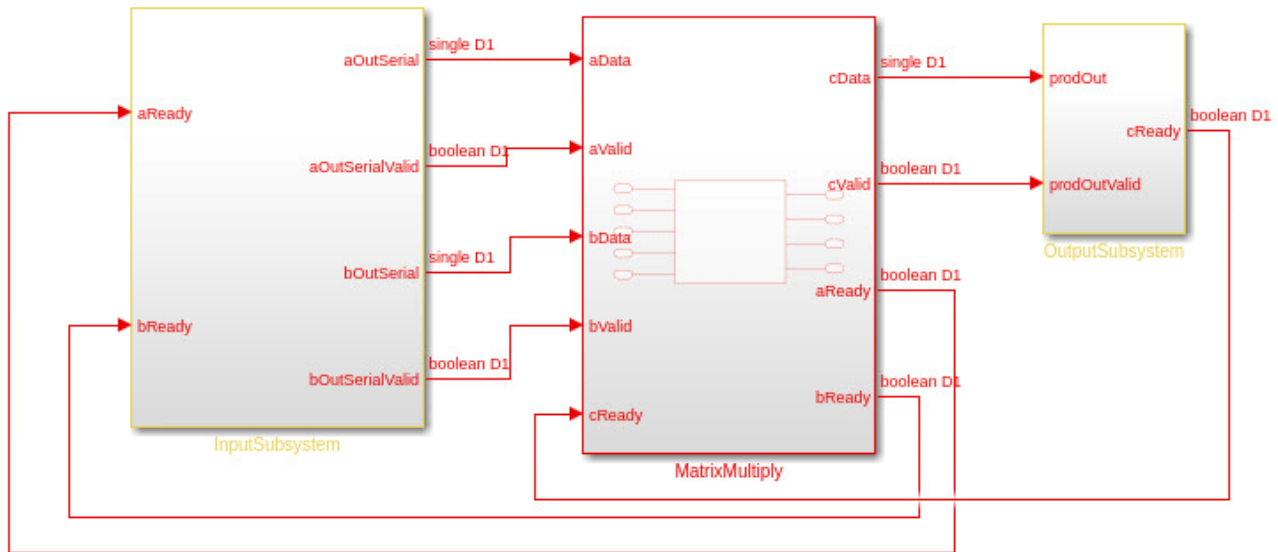 aOutSerial
single D1
aReady
aOutSerialValid
boolean D1
bOutSerial
single D1
bReady
bOutSerialValid
boolean D1
InputSubsystem
aData
aValid
bData
bValid
cReady
cData
single D1
cValid
boolean D1
aReady
boolean D1
bReady
boolean D1
MatrixMultiply
prodOut
cReady
boolean D1
prodOutValid
OutputSubsystem